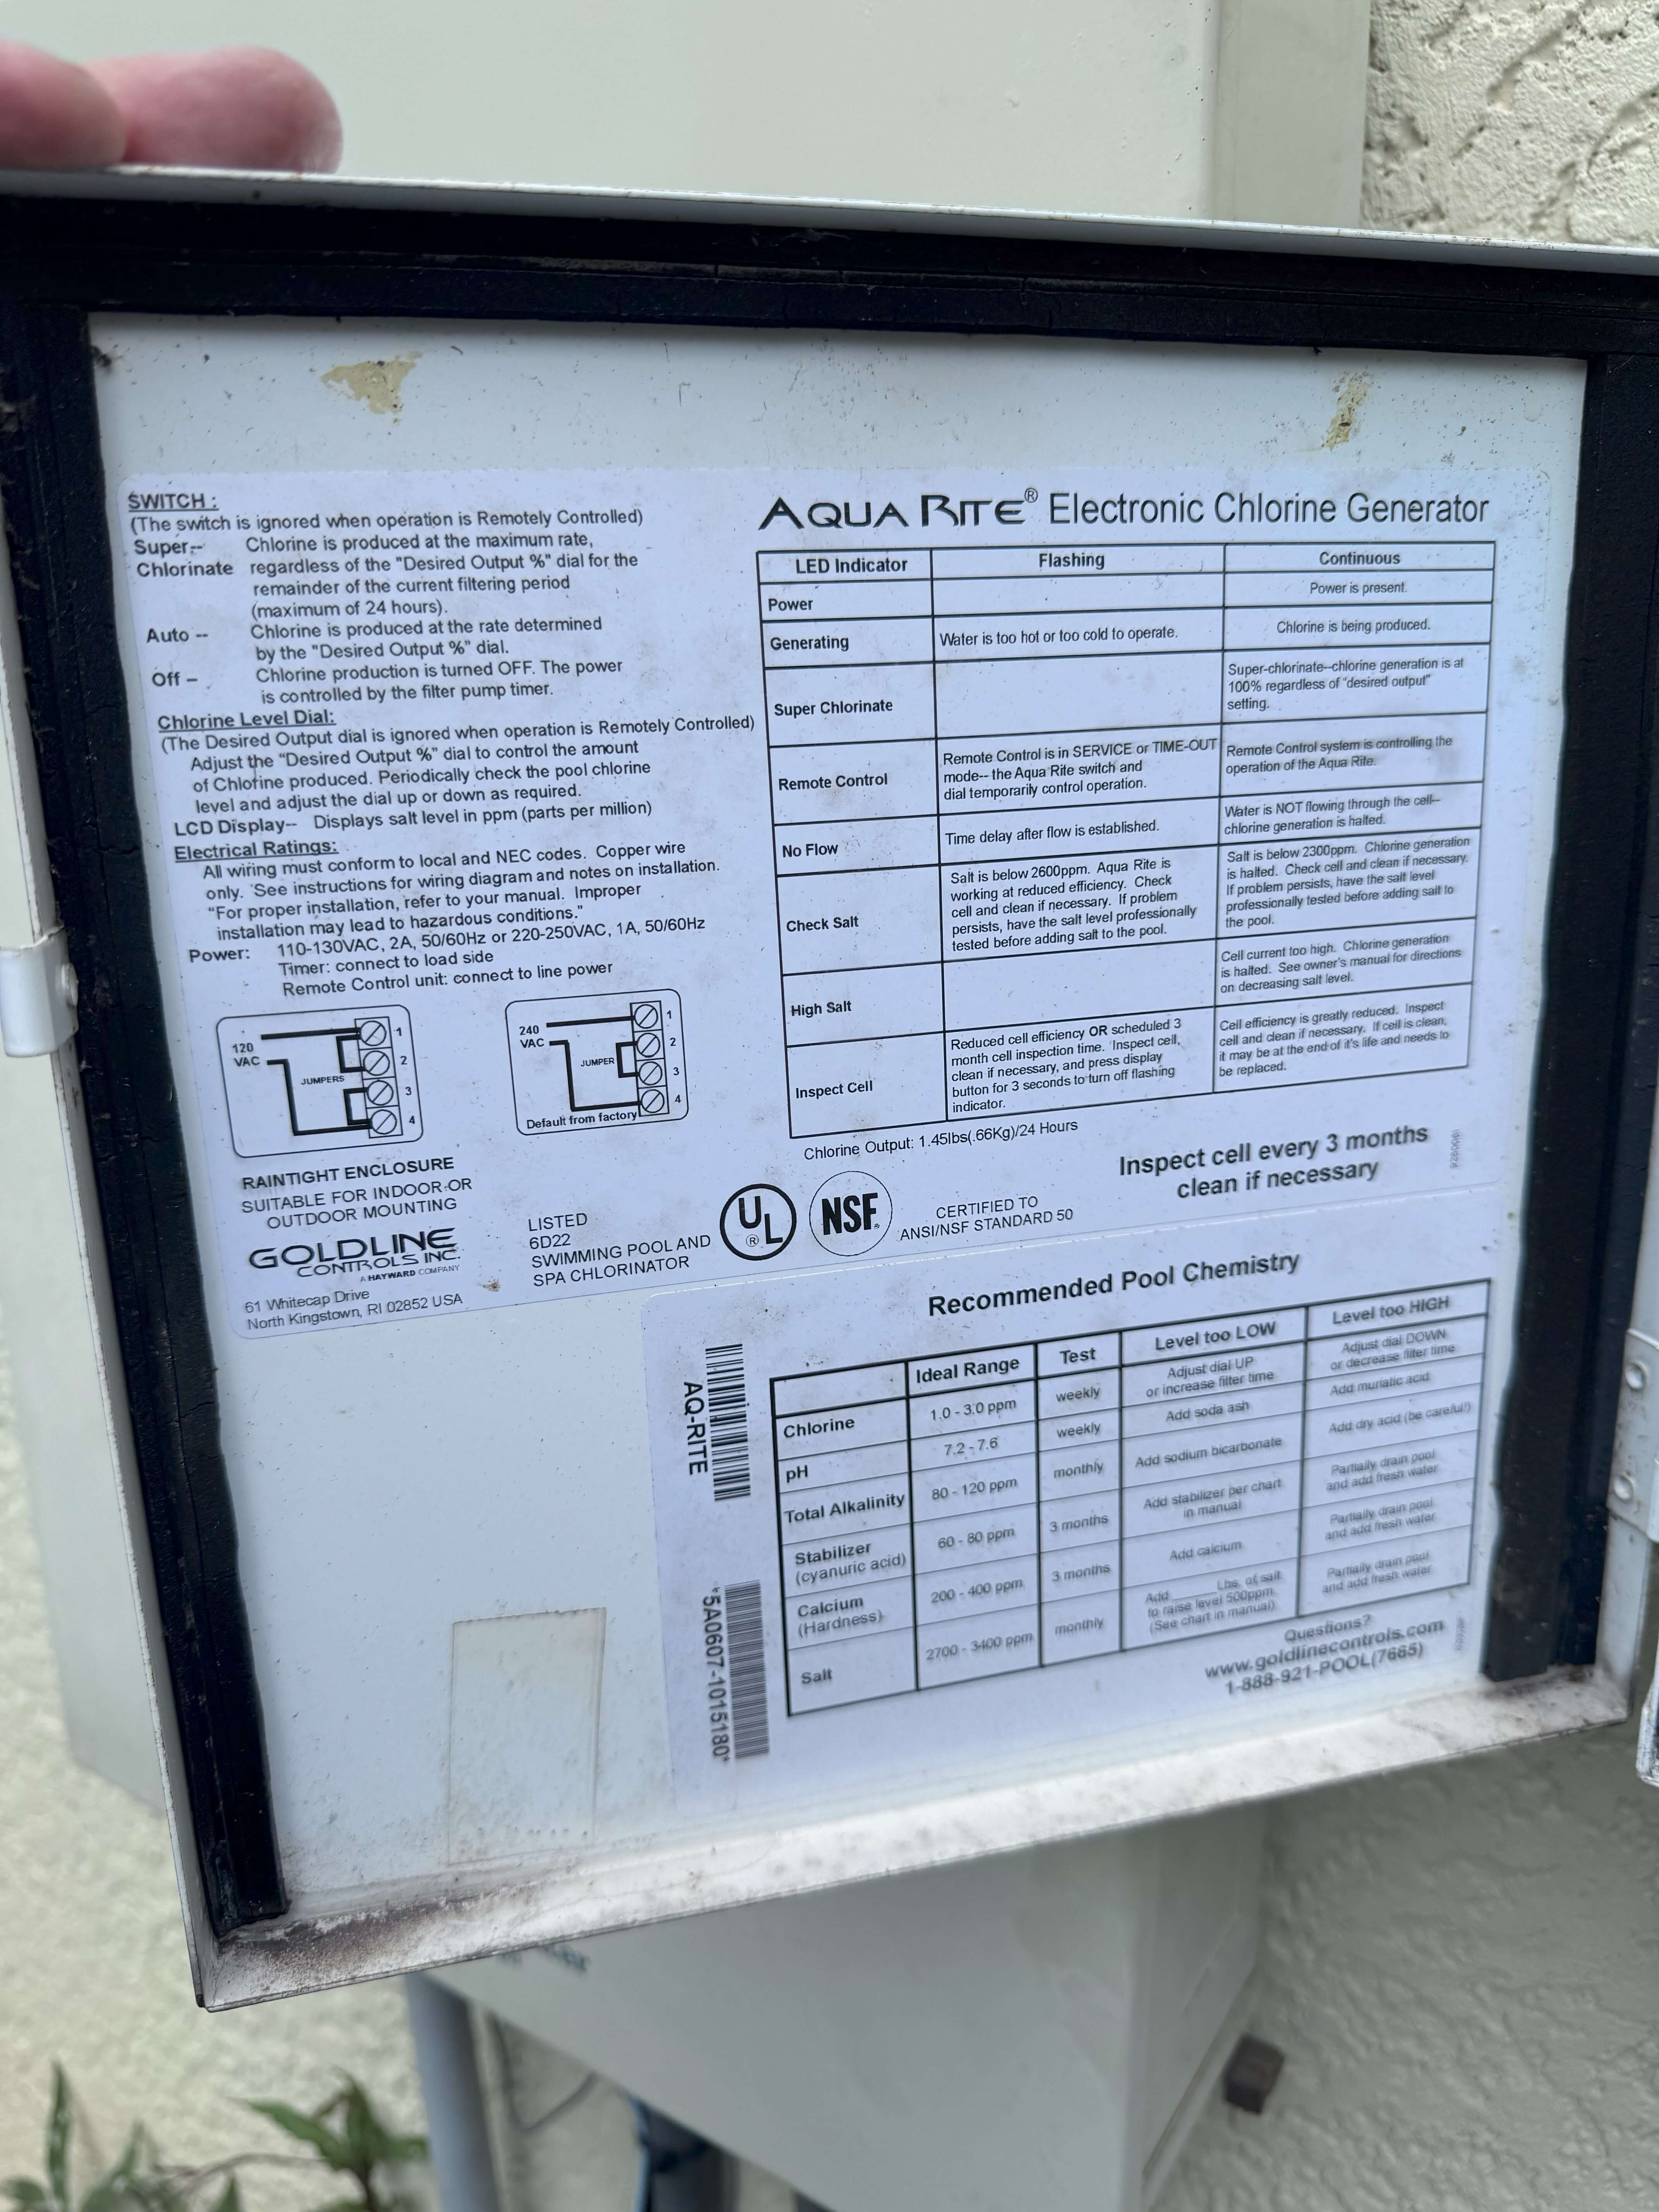 SWITCH :
(The switch is ignored when operation is Remotely Controlled)
Super-- Chlorine is produced at the maximum rate,
Chlorinate regardless of the "Desired Output %" dial for the
remainder of the current filtering period
(maximum of 24 hours).
Auto -- Chlorine is produced at the rate determined
by the "Desired Output %" dial.
Off – Chlorine production is turned OFF. The power
is controlled by the filter pump timer.
Chlorine Level Dial:
(The Desired Output dial is ignored when operation is Remotely Controlled)
Adjust the "Desired Output %" dial to control the amount
of Chlorine produced. Periodically check the pool chlorine
level and adjust the dial up or down as required.
LCD Display-- Displays salt level in ppm (parts per million)
Electrical Ratings:
All wiring must conform to local and NEC codes. Copper wire
only. See instructions for wiring diagram and notes on installation.
"For proper installation, refer to your manual. Improper
installation may lead to hazardous conditions."
Power: 110-130VAC, 2A, 50/60Hz or 220-250VAC, 1A, 50/60Hz
Timer: connect to load side
Remote Control unit: connect to line power
120
VAC
JUMPERS
1
2
3
4
240
VAC
JUMPER
1
2
3
4
Default from factory
RAINTIGHT ENCLOSURE
SUITABLE FOR INDOOR OR
OUTDOOR MOUNTING
GOLDLINE
CONTROLS INC.
A HAYWARD COMPANY
61 Whitecap Drive
North Kingstown, RI 02852 USA
LISTED
6D22
SWIMMING POOL AND
SPA CHLORINATOR
UL
®
NSF®
CERTIFIED TO
ANSI/NSF STANDARD 50
AQUA RITE® Electronic Chlorine Generator
LED Indicator Flashing Continuous
Power Power is present.
Generating Water is too hot or too cold to operate. Chlorine is being produced.
Super Chlorinate
Super-chlorinate--chlorine generation is at
100% regardless of "desired output"
setting.
Remote Control
Remote Control is in SERVICE or TIME-OUT
mode-- the Aqua Rite switch and
dial temporarily control operation.
Remote Control system is controlling the
operation of the Aqua Rite.
No Flow
Time delay after flow is established.
Water is NOT flowing through the cell--
chlorine generation is halted.
Check Salt
Salt is below 2600ppm. Aqua Rite is
working at reduced efficiency. Check
cell and clean if necessary. If problem
persists, have the salt level professionally
tested before adding salt to the pool.
Salt is below 2300ppm. Chlorine generation
is halted. Check cell and clean if necessary.
If problem persists, have the salt level
professionally tested before adding salt to
the pool.
High Salt
Cell current too high. Chlorine generation
is halted. See owner's manual for directions
on decreasing salt level.
Inspect Cell
Reduced cell efficiency OR scheduled 3
month cell inspection time. Inspect cell,
clean if necessary, and press display
button for 3 seconds to turn off flashing
indicator.
Cell efficiency is greatly reduced. Inspect
cell and clean if necessary. If cell is clean,
it may be at the end of it's life and needs to
be replaced.
Chlorine Output: 1.45lbs(.66Kg)/24 Hours
Inspect cell every 3 months
clean if necessary
Recommended Pool Chemistry
Ideal Range Test Level too LOW Level too HIGH
Chlorine 1.0 - 3.0 ppm weekly
Adjust dial UP
or increase filter time
Adjust dial DOWN
or decrease filter time
pH 7.2 - 7.6 weekly Add soda ash Add muriatic acid
Total Alkalinity 80 - 120 ppm monthly Add sodium bicarbonate Add dry acid (be careful!)
Stabilizer
(cyanuric acid)
60 - 80 ppm 3 months
Add stabilizer per chart
in manual
Partially drain pool
and add fresh water
Calcium
(Hardness)
200 - 400 ppm 3 months Add calcium
Partially drain pool
and add fresh water
Salt 2700 - 3400 ppm monthly
Add ____ Lbs. of salt
to raise level 500ppm.
(See chart in manual)
Partially drain pool
and add fresh water
Questions?
www.goldlinecontrols.com
1-888-921-POOL(7665)
AQ-RITE
*5A0607-1015180*